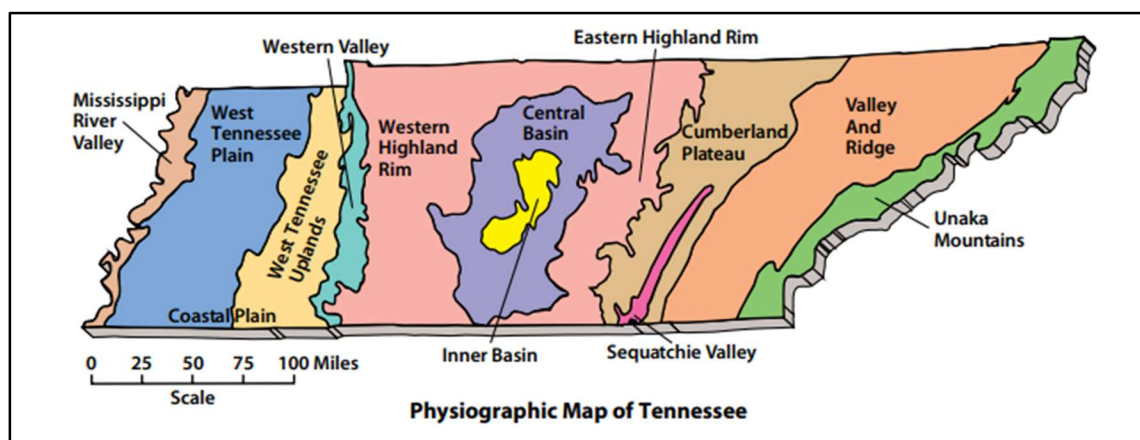 Western Valley
Eastern Highland Rim
Mississippi
River
Valley
West
Tennessee
Plain
Western
Highland
Rim
Central
Basin
Cumberland
Plateau
Valley
And
Ridge
West Tennessee
Uplands
Unaka
Mountains
Coastal Plain
Inner Basin
Sequatchie Valley
0 25 50 75 100 Miles
Scale
Physiographic Map of Tennessee